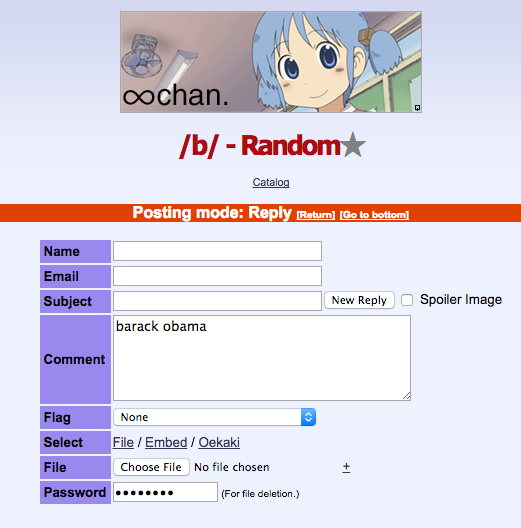 ∞chan.
/b/ - Random★
Catalog
Posting mode: Reply [Return] [Go to bottom]
Name
Email
Subject New Reply Spoiler Image
Comment barack obama
Flag None
Select File / Embed / Oekaki
File Choose File No file chosen +
Password •••••••• (For file deletion.)